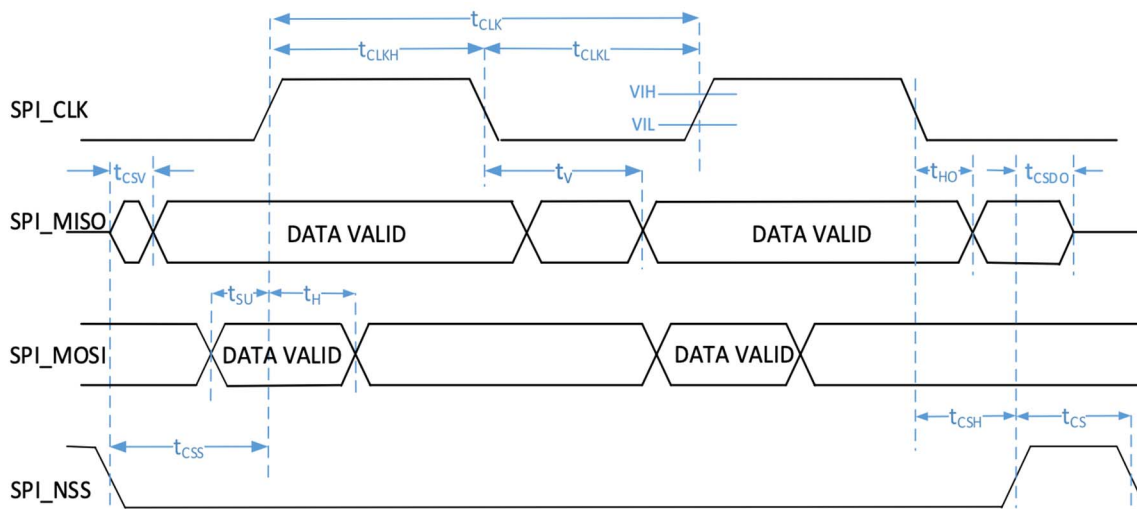 tCLK
tCLKH
tCLKL
SPI_CLK
VIH
VIL
tCSV
tV
tHO
tCSDO
SPI_MISO
DATA VALID
DATA VALID
tSU
tH
SPI_MOSI
DATA VALID
DATA VALID
tCSS
tCSH
tCS
SPI_NSS